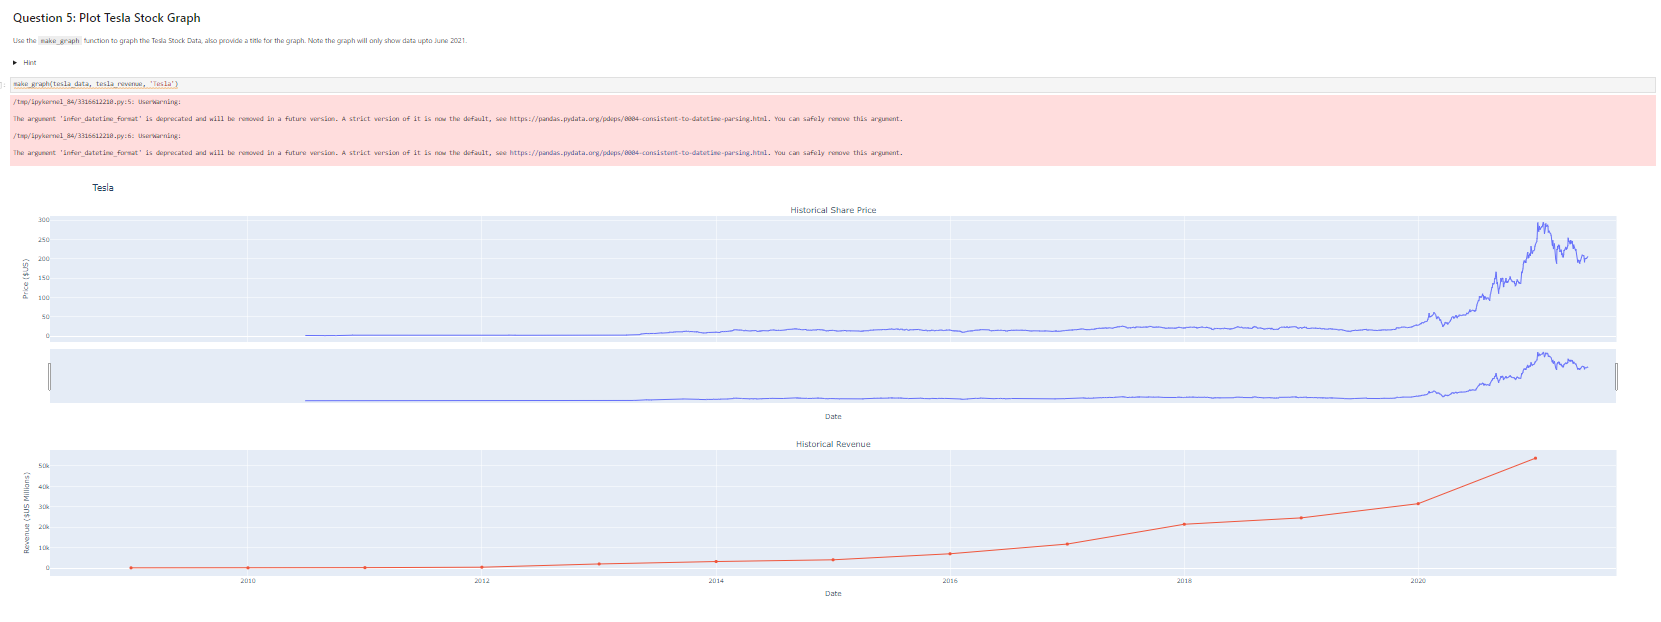 Question 5: Plot Tesla Stock Graph
Use the make_graph function to graph the Tesla Stock Data, also provide a title for the graph. Note the graph will only show data upto June 2021.
Hint
]:
make_graph(tesla_data, tesla_revenue, 'Tesla')
/tmp/ipykernel_84/3316612210.py:5: UserWarning:
The argument 'infer_datetime_format' is deprecated and will be removed in a future version. A strict version of it is now the default, see https://pandas.pydata.org/pdeps/0004-consistent-to-datetime-parsing.html. You can safely remove this argument.
/tmp/ipykernel_84/3316612210.py:6: UserWarning:
The argument 'infer_datetime_format' is deprecated and will be removed in a future version. A strict version of it is now the default, see https://pandas.pydata.org/pdeps/0004-consistent-to-datetime-parsing.html. You can safely remove this argument.
Tesla
Historical Share Price
Price ($US)
300
250
200
150
100
50
0
Date
Historical Revenue
Revenue ($US Millions)
50k
40k
30k
20k
10k
0
2010 2012 2014 2016 2018 2020
Date